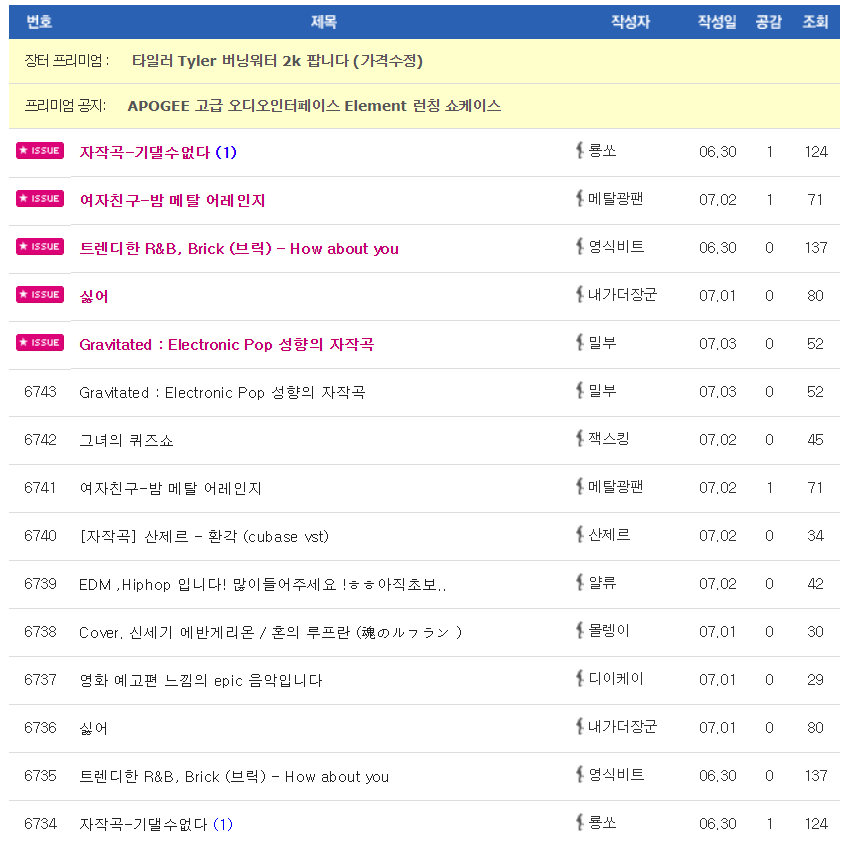 번호 제목 작성자 작성일 공감 조회
장터 프리미엄 : 타일러 Tyler 버닝워터 2k 팝니다 (가격수정)
프리미엄 공지: APOGEE 고급 오디오인터페이스 Element 런칭 쇼케이스
★ ISSUE 자작곡-기댈수없다 (1) 룡쏘 06.30 1 124
★ ISSUE 여자친구-밤 메탈 어레인지 메탈광팬 07.02 1 71
★ ISSUE 트렌디한 R&B, Brick (브릭) - How about you 영식비트 06.30 0 137
★ ISSUE 싫어 내가더장군 07.01 0 80
★ ISSUE Gravitated : Electronic Pop 성향의 자작곡 밀부 07.03 0 52
6743 Gravitated : Electronic Pop 성향의 자작곡 밀부 07.03 0 52
6742 그녀의 퀴즈쇼 잭스킹 07.02 0 45
6741 여자친구-밤 메탈 어레인지 메탈광팬 07.02 1 71
6740 [자작곡] 산제르 - 환각 (cubase vst) 산제르 07.02 0 34
6739 EDM ,Hiphop 입니다! 많이들어주세요 !ㅎㅎ아직초보.. 얄류 07.02 0 42
6738 Cover. 신세기 에반게리온 / 혼의 루프란 (魂のルフラン ) 몰렝이 07.01 0 30
6737 영화 예고편 느낌의 epic 음악입니다 디이케이 07.01 0 29
6736 싫어 내가더장군 07.01 0 80
6735 트렌디한 R&B, Brick (브릭) - How about you 영식비트 06.30 0 137
6734 자작곡-기댈수없다 (1) 룡쏘 06.30 1 124